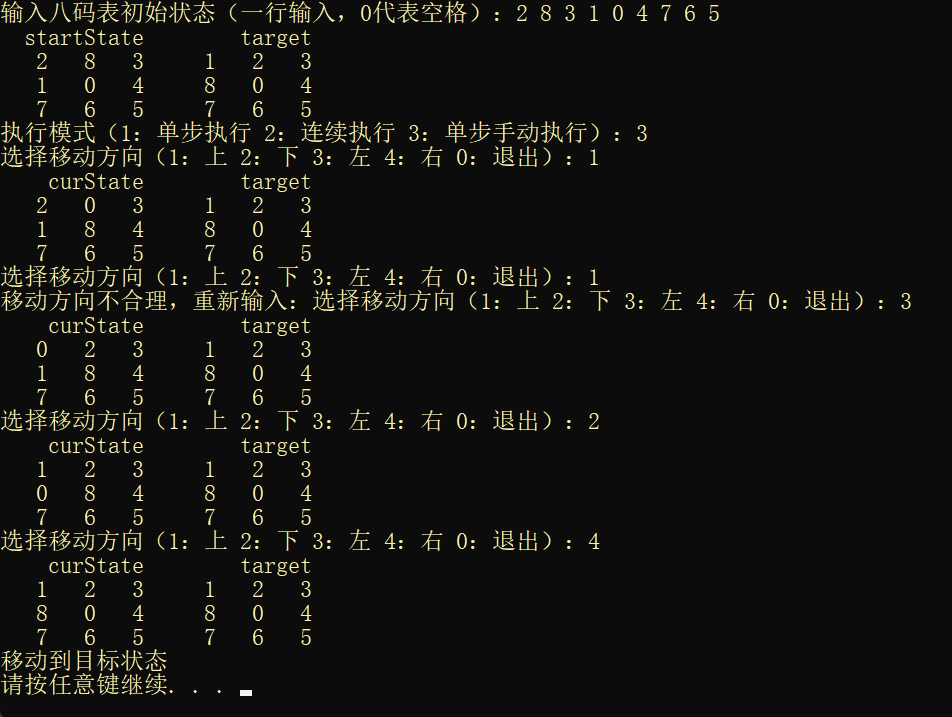 输入八码表初始状态（一行输入，0代表空格）：2 8 3 1 0 4 7 6 5
startState target
2 8 3 1 2 3
1 0 4 8 0 4
7 6 5 7 6 5
执行模式（1：单步执行 2：连续执行 3：单步手动执行）：3
选择移动方向（1：上 2：下 3：左 4：右 0：退出）：1
curState target
2 0 3 1 2 3
1 8 4 8 0 4
7 6 5 7 6 5
选择移动方向（1：上 2：下 3：左 4：右 0：退出）：1
移动方向不合理，重新输入：选择移动方向（1：上 2：下 3：左 4：右 0：退出）：3
curState target
0 2 3 1 2 3
1 8 4 8 0 4
7 6 5 7 6 5
选择移动方向（1：上 2：下 3：左 4：右 0：退出）：2
curState target
1 2 3 1 2 3
0 8 4 8 0 4
7 6 5 7 6 5
选择移动方向（1：上 2：下 3：左 4：右 0：退出）：4
curState target
1 2 3 1 2 3
8 0 4 8 0 4
7 6 5 7 6 5
移动到目标状态
请按任意键继续. . .